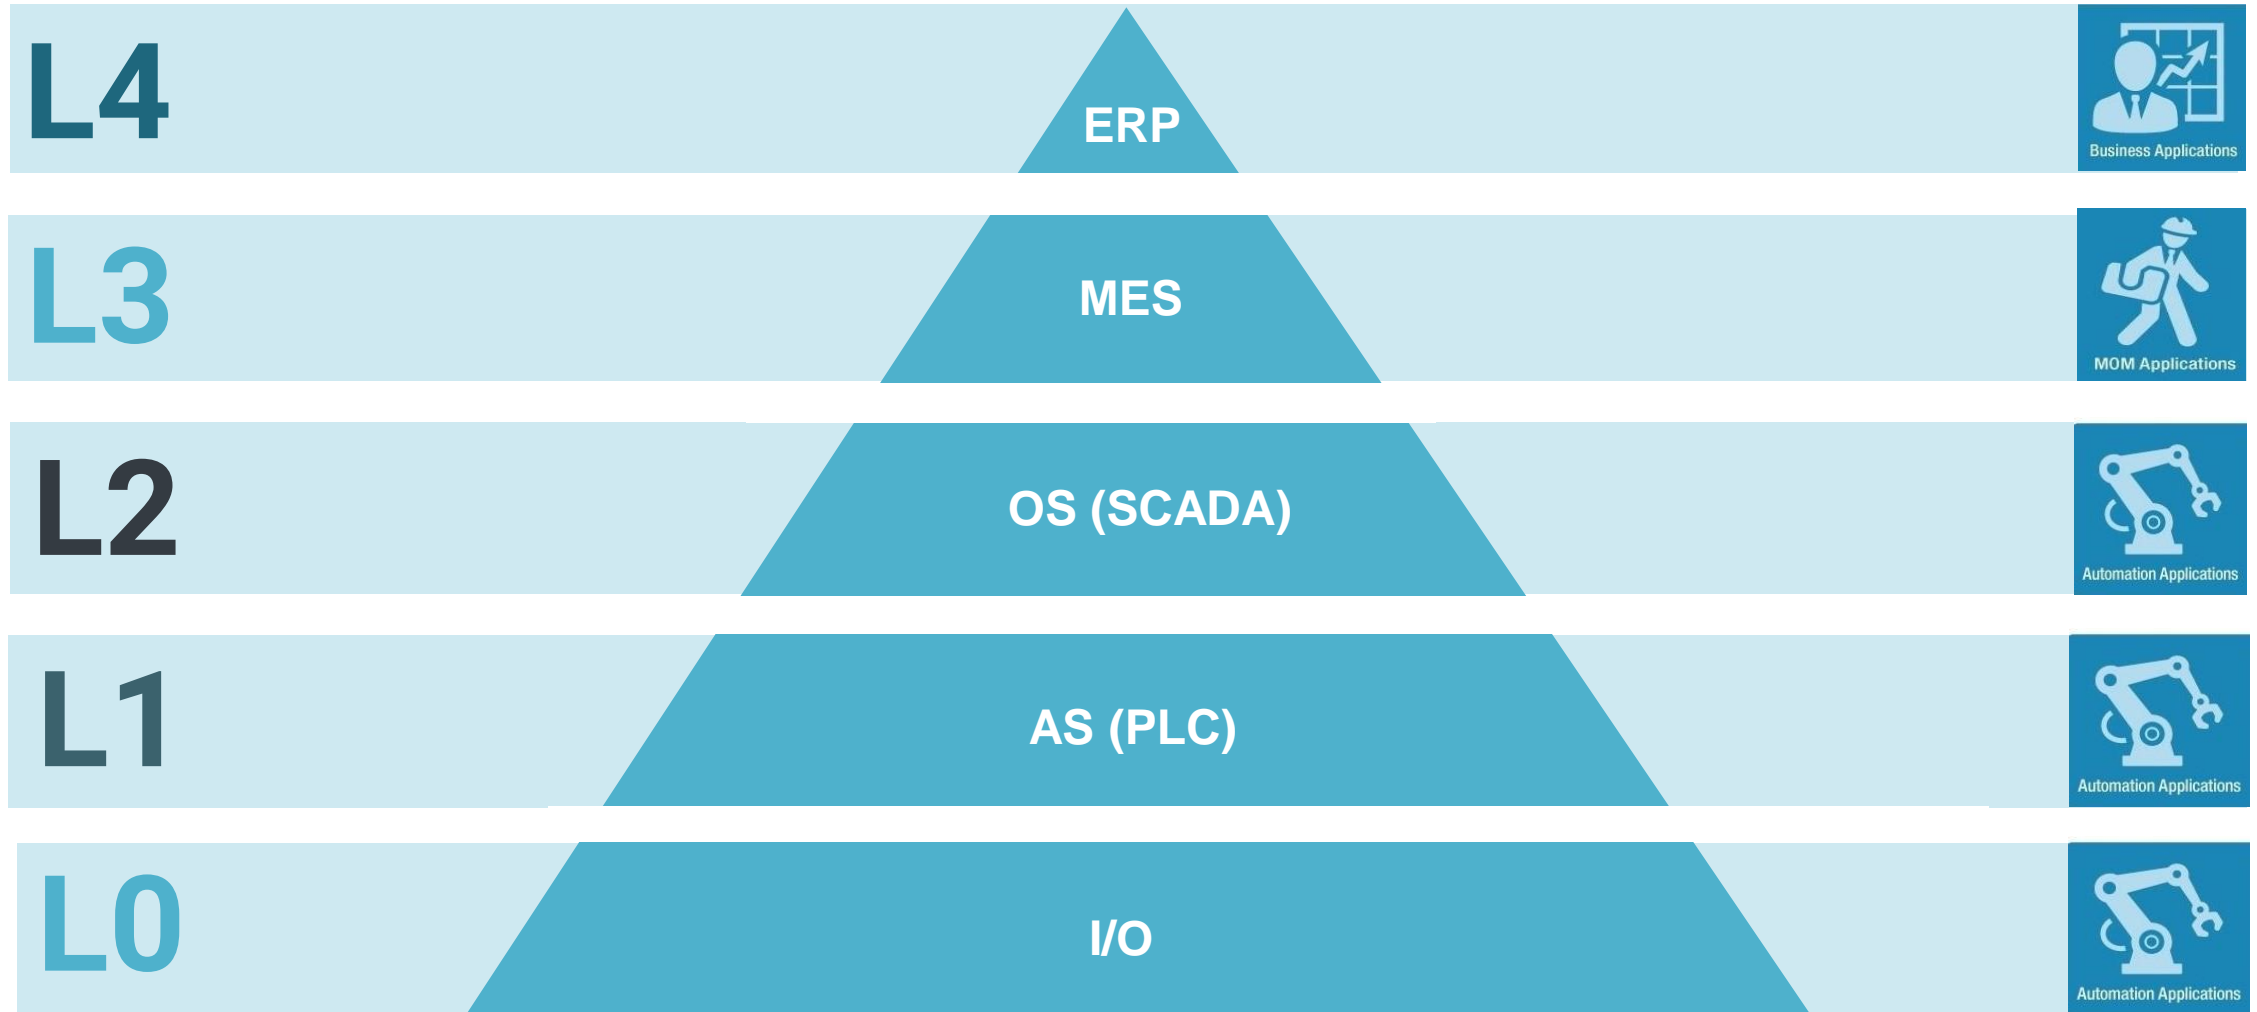 L4
ERP
Business Applications
L3
MES
MOM Applications
L2
OS (SCADA)
Automation Applications
L1
AS (PLC)
Automation Applications
L0
I/O
Automation Applications